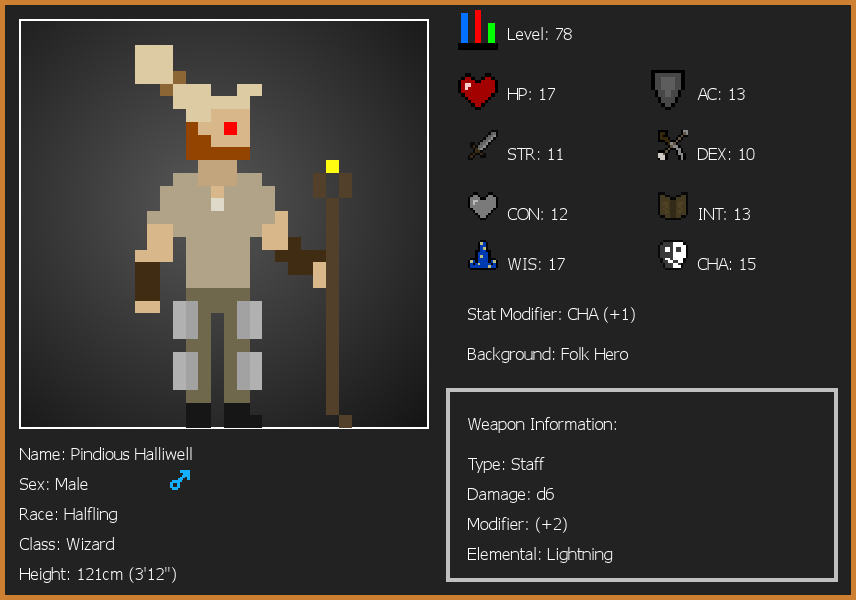 Level: 78
HP: 17
AC: 13
STR: 11
DEX: 10
CON: 12
INT: 13
WIS: 17
CHA: 15
Stat Modifier: CHA (+1)
Background: Folk Hero
Weapon Information:
Type: Staff
Damage: d6
Modifier: (+2)
Elemental: Lightning
Name: Pindious Halliwell
Sex: Male
Race: Halfling
Class: Wizard
Height: 121cm (3'12")